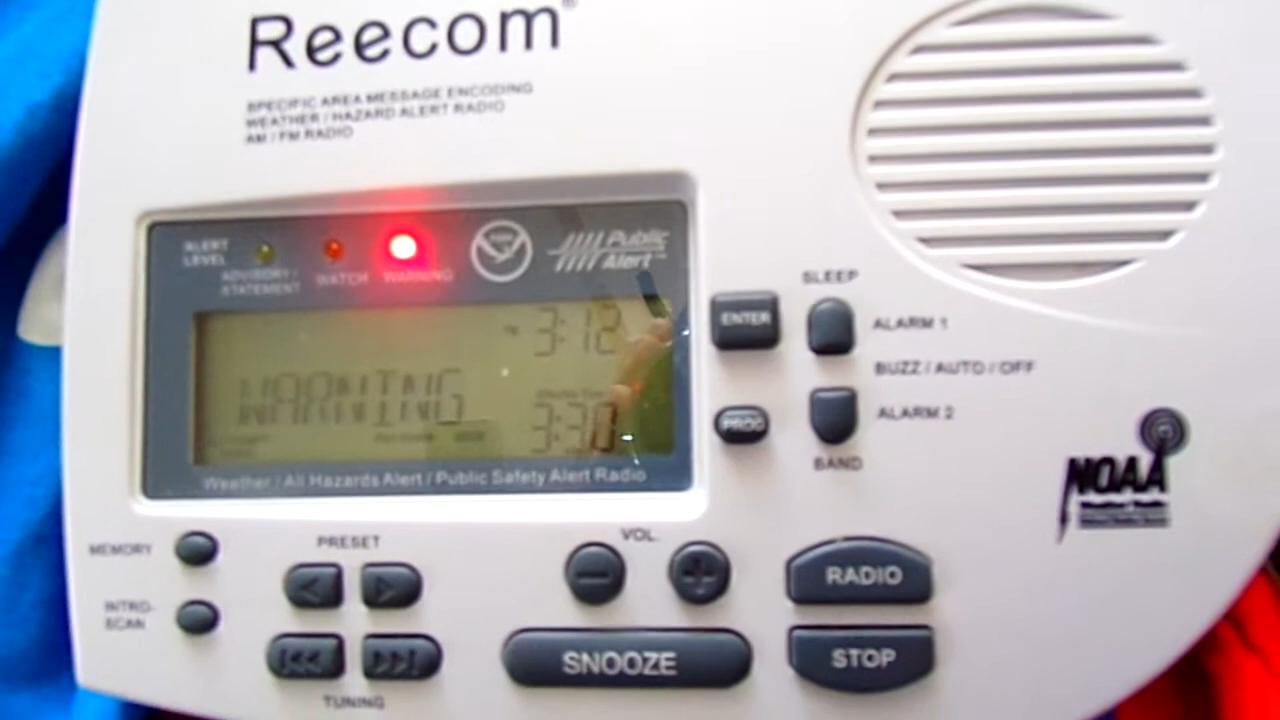 Reecom®
SPECIFIC AREA MESSAGE ENCODING
WEATHER / HAZARD ALERT RADIO
AM / FM RADIO
ALERT
LEVEL
ADVISORY /
STATEMENT
WATCH
WARNING
Public
Alert™
3:12
WARNING
3:30
Weather / All Hazards Alert / Public Safety Alert Radio
ENTER
PROG
SLEEP
ALARM 1
BUZZ / AUTO / OFF
ALARM 2
BAND
NOAA
MEMORY
INTRO-
SCAN
PRESET
TUNING
VOL.
SNOOZE
RADIO
STOP